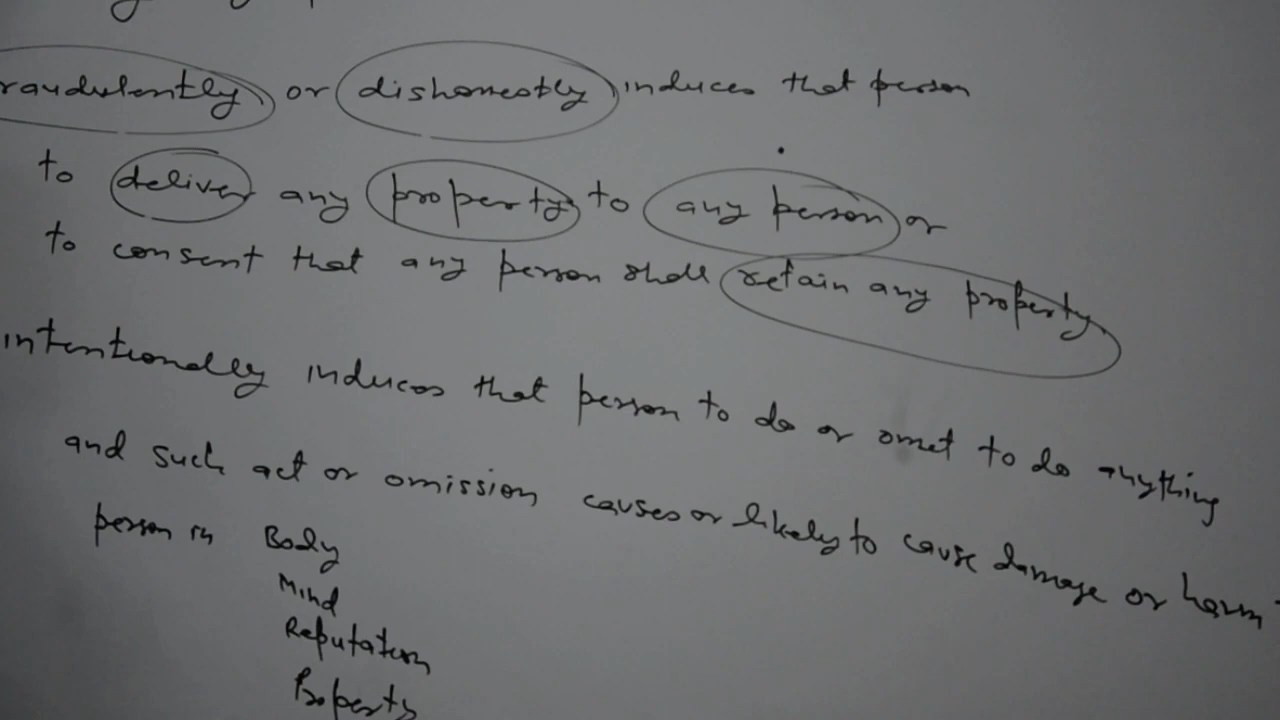 raudulently or dishonestly induces that person
to deliver any property to any person or
to consent that any person shall retain any property
intentionally induces that person to do or omit to do anything
and such act or omission causes or likely to cause damage or harm
person in Body
Mind
Reputation
Property